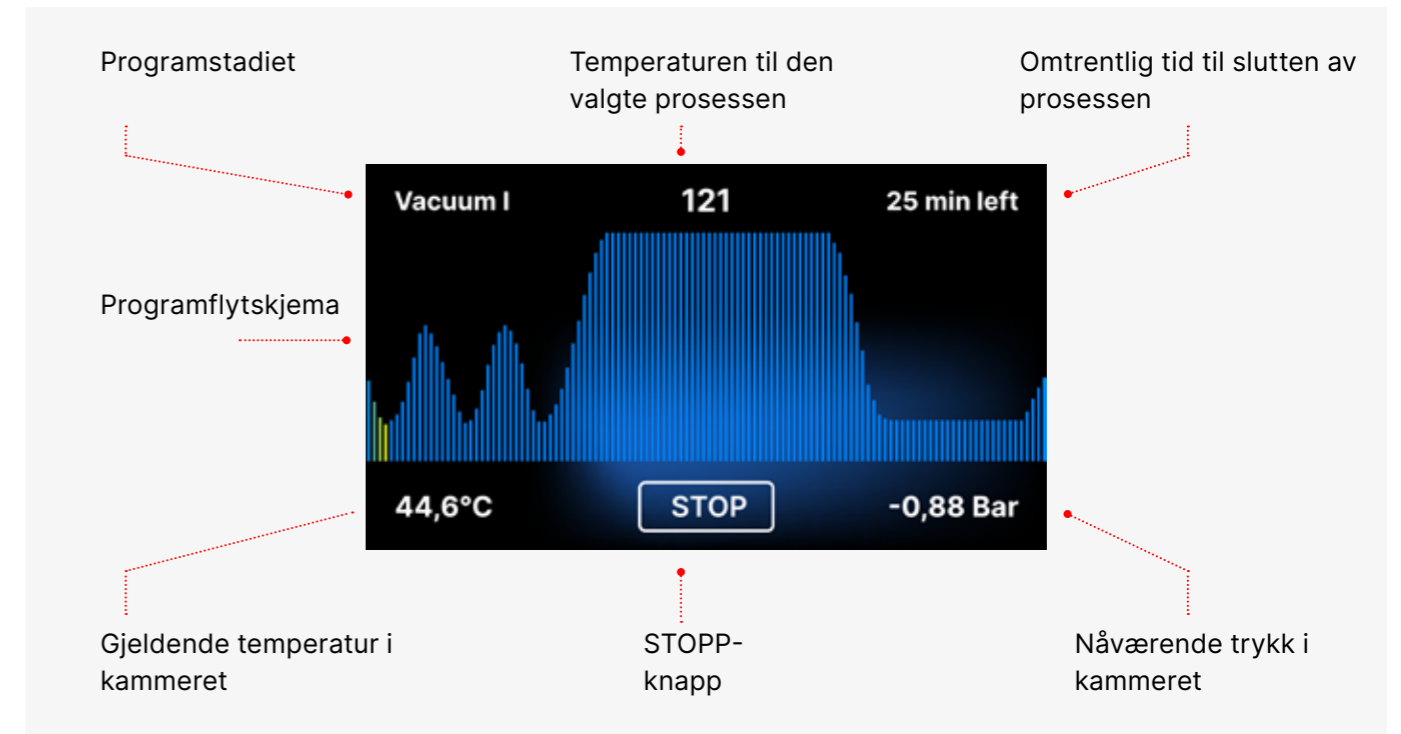 Programstadiet
Temperaturen til den
valgte prosessen
Omtrentlig tid til slutten av
prosessen
Vacuum I
121
25 min left
Programflytskjema
44,6°C
STOP
-0,88 Bar
Gjeldende temperatur i
kammeret
STOPP-
knapp
Nåværende trykk i
kammeret